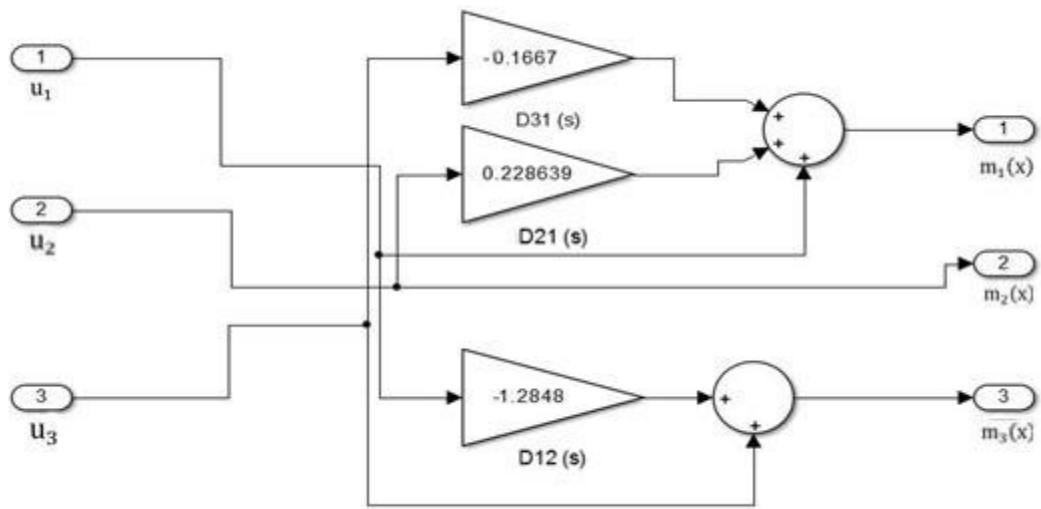 1
u₁
2
u₂
3
u₃
-0.1667
D31 (s)
0.228639
D21 (s)
-1.2848
D12 (s)
+
+
+
+
+
1
m₁(x)
2
m₂(x)
3
m₃(x)